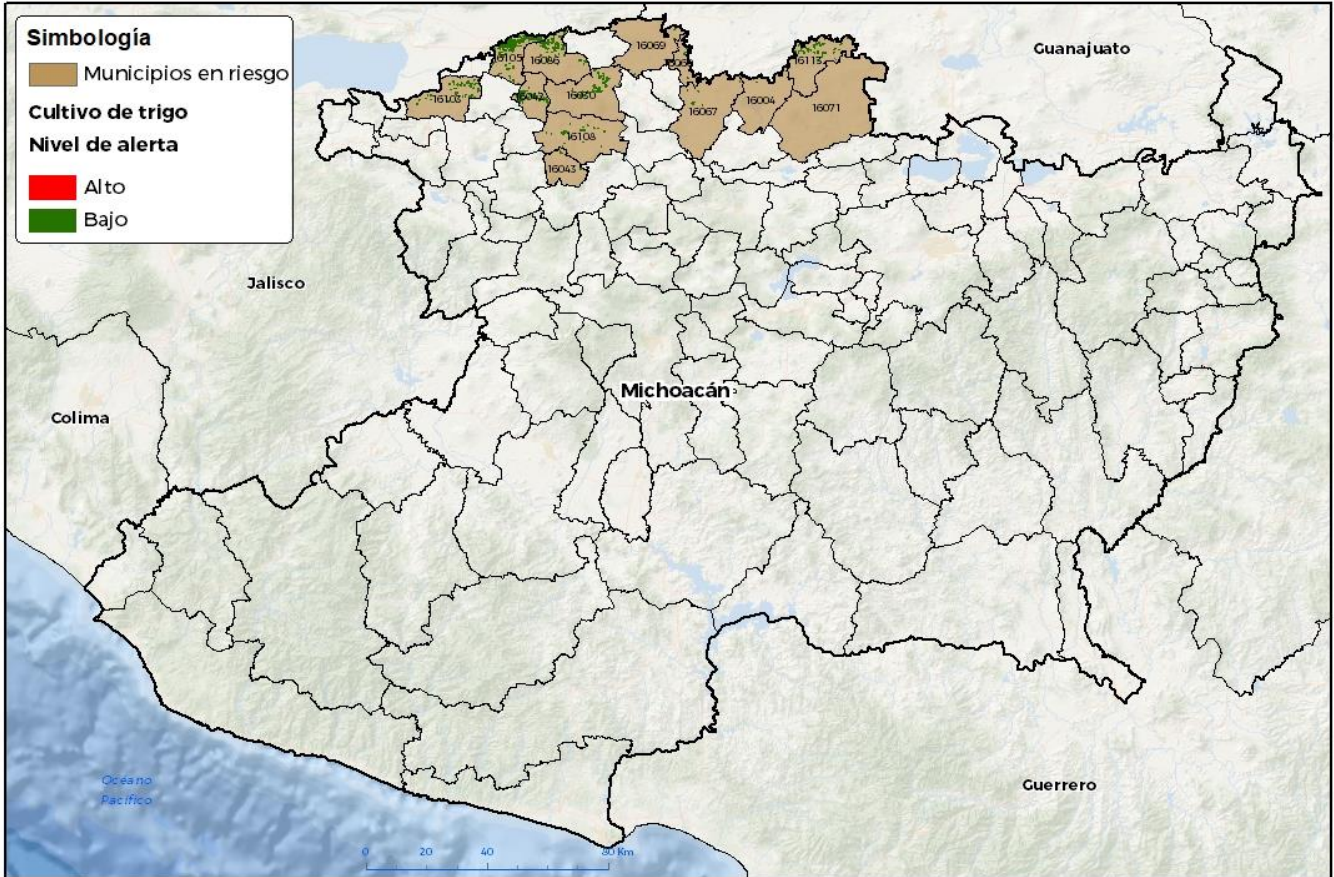 Simbología
Municipios en riesgo
Cultivo de trigo
Nivel de alerta
Alto
Bajo
Guanajuato
16069
16105
16086
16113
16103
16030
16067
16004
16071
16108
16043
Jalisco
Michoacán
Colima
Guerrero
Océano
Pacífico
0 20 40 80 Km